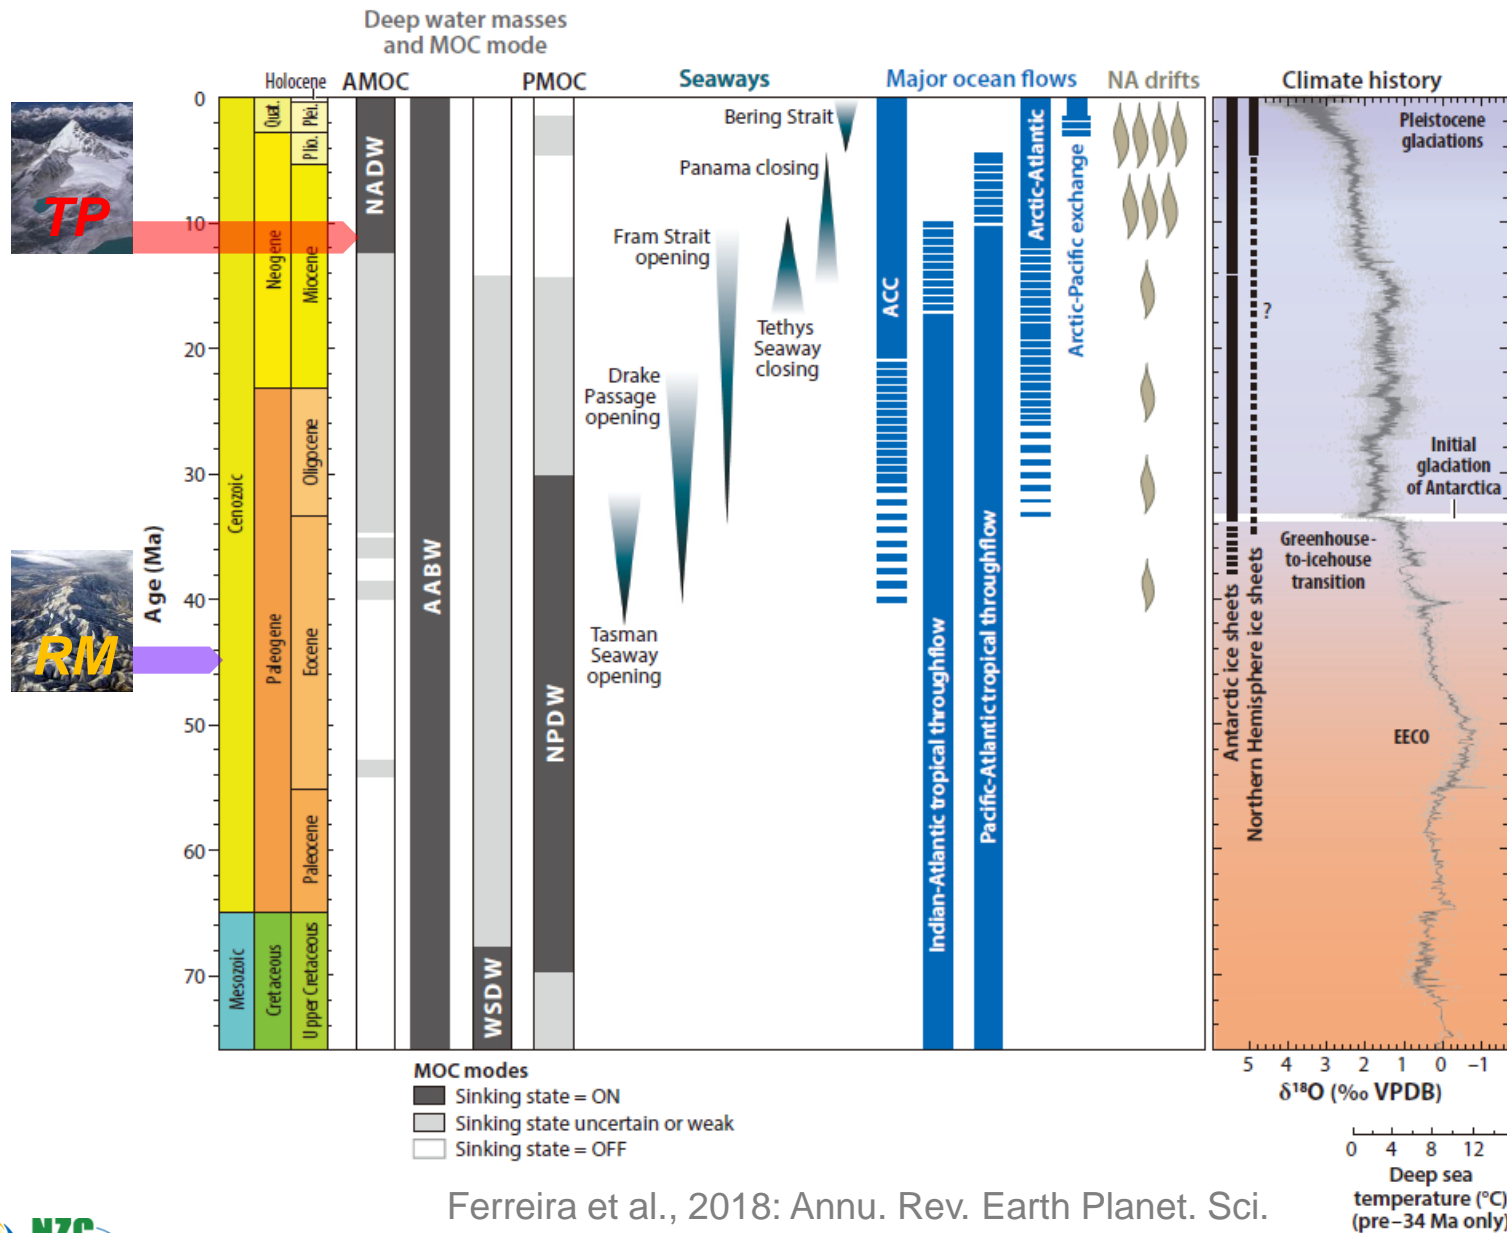 Deep water masses
and MOC mode
Holocene
AMOC
PMOC
Seaways
Major ocean flows
NA drifts
Climate history
0
10
20
30
40
50
60
70
Age (Ma)
TP
RM
Cenozoic
Mesozoic
Quat.
Neogene
Paleogene
Cretaceous
Plei.
Plio.
Miocene
Oligocene
Eocene
Paleocene
Upper Cretaceous
NADW
AABW
WSDW
NPDW
Bering Strait
Panama closing
Fram Strait
opening
Tethys
Seaway
closing
Drake
Passage
opening
Tasman
Seaway
opening
ACC
Indian-Atlantic tropical throughflow
Pacific-Atlantic tropical throughflow
Arctic-Atlantic
Arctic-Pacific exchange
Pleistocene
glaciations
?
Initial
glaciation
of Antarctica
Greenhouse-
to-icehouse
transition
Antarctic ice sheets
Northern Hemisphere ice sheets
EECO
5 4 3 2 1 0 –1
δ¹⁸O (‰ VPDB)
0 4 8 12
Deep sea
temperature (°C)
(pre–34 Ma only)
MOC modes
Sinking state = ON
Sinking state uncertain or weak
Sinking state = OFF
Ferreira et al., 2018: Annu. Rev. Earth Planet. Sci.